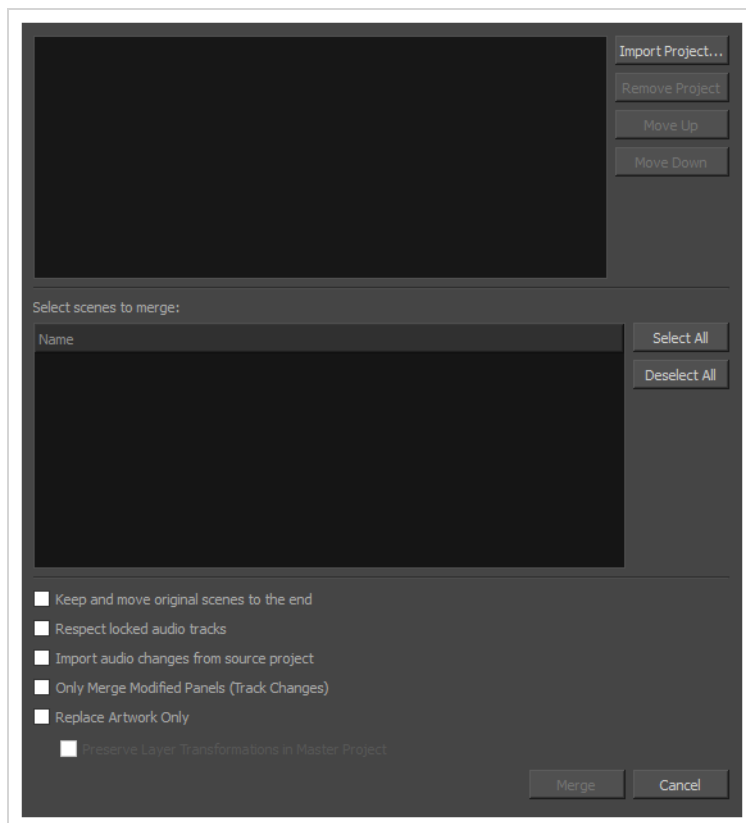 Import Project...
Remove Project
Move Up
Move Down
Select scenes to merge:
Name
Select All
Deselect All
Keep and move original scenes to the end
Respect locked audio tracks
Import audio changes from source project
Only Merge Modified Panels (Track Changes)
Replace Artwork Only
Preserve Layer Transformations in Master Project
Merge Cancel